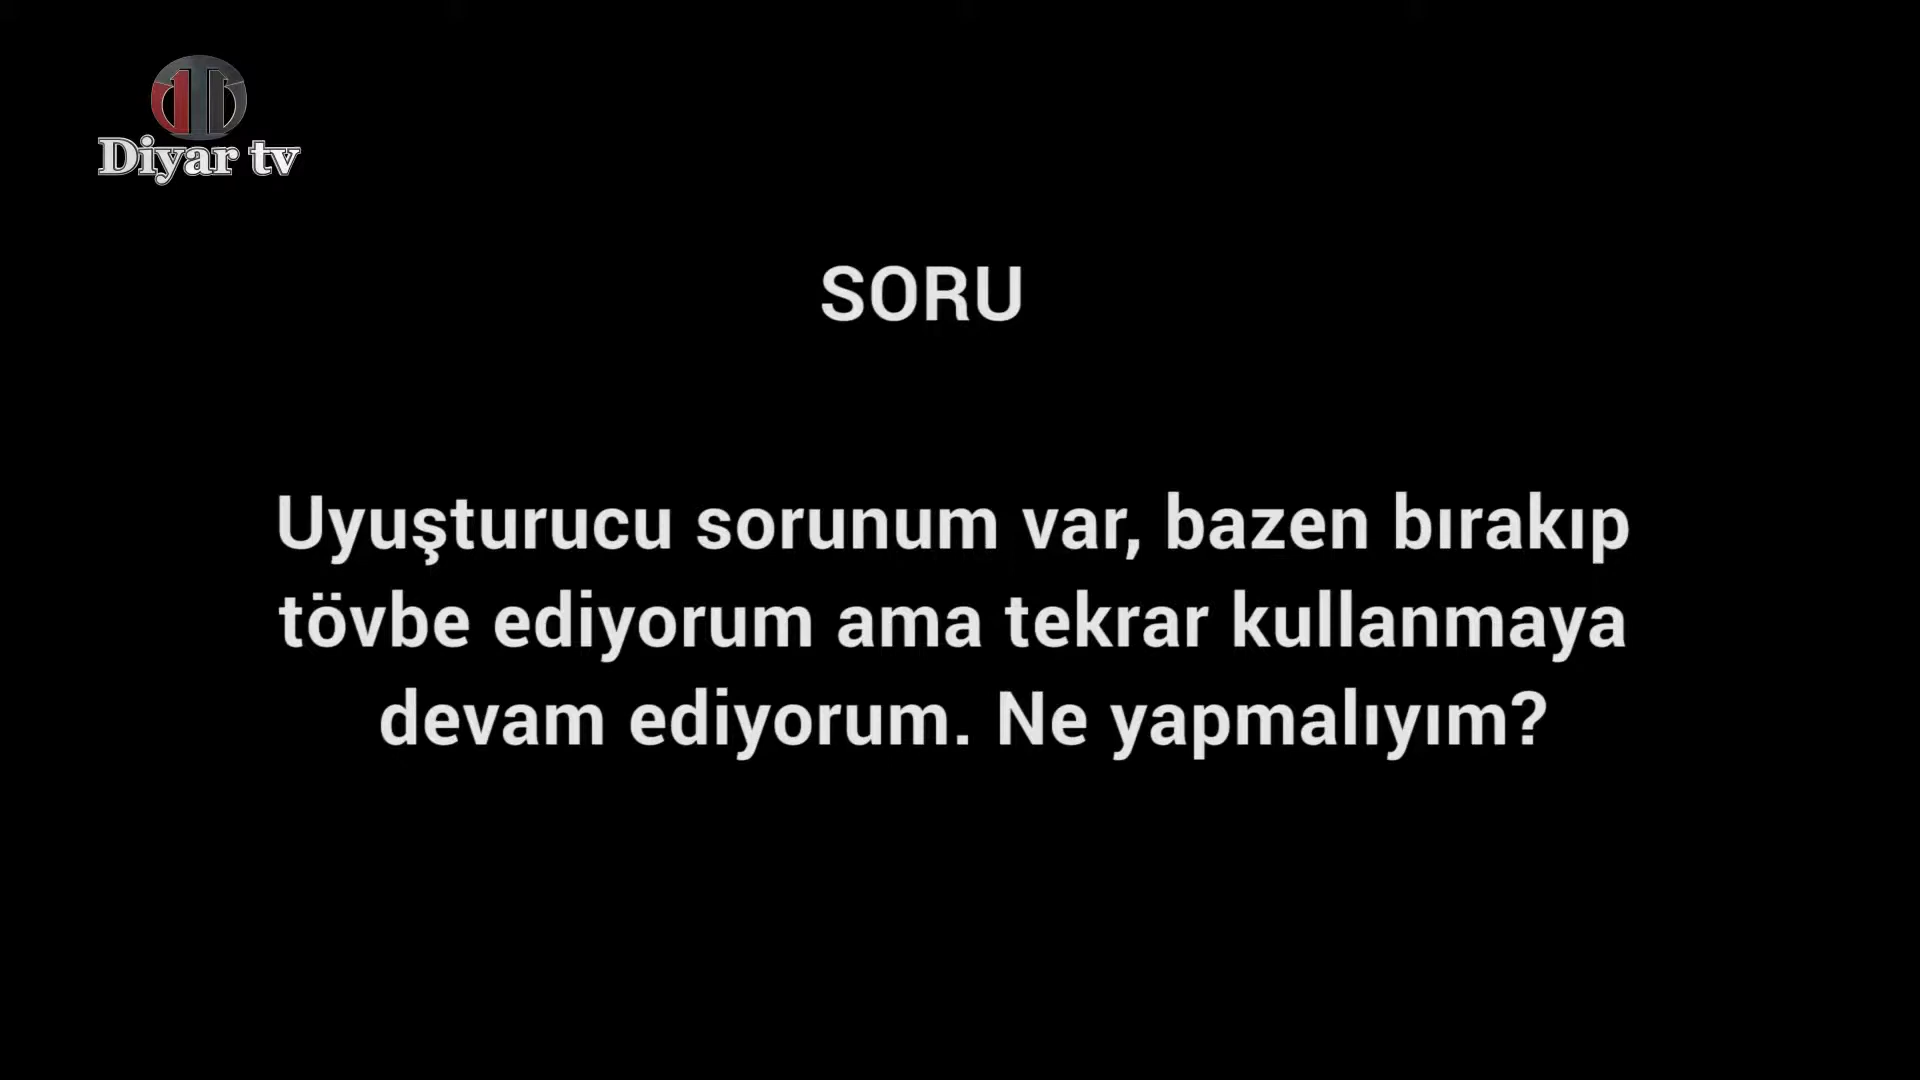 Diyar tv
SORU
Uyuşturucu sorunum var, bazen bırakıp
tövbe ediyorum ama tekrar kullanmaya
devam ediyorum. Ne yapmalıyım?